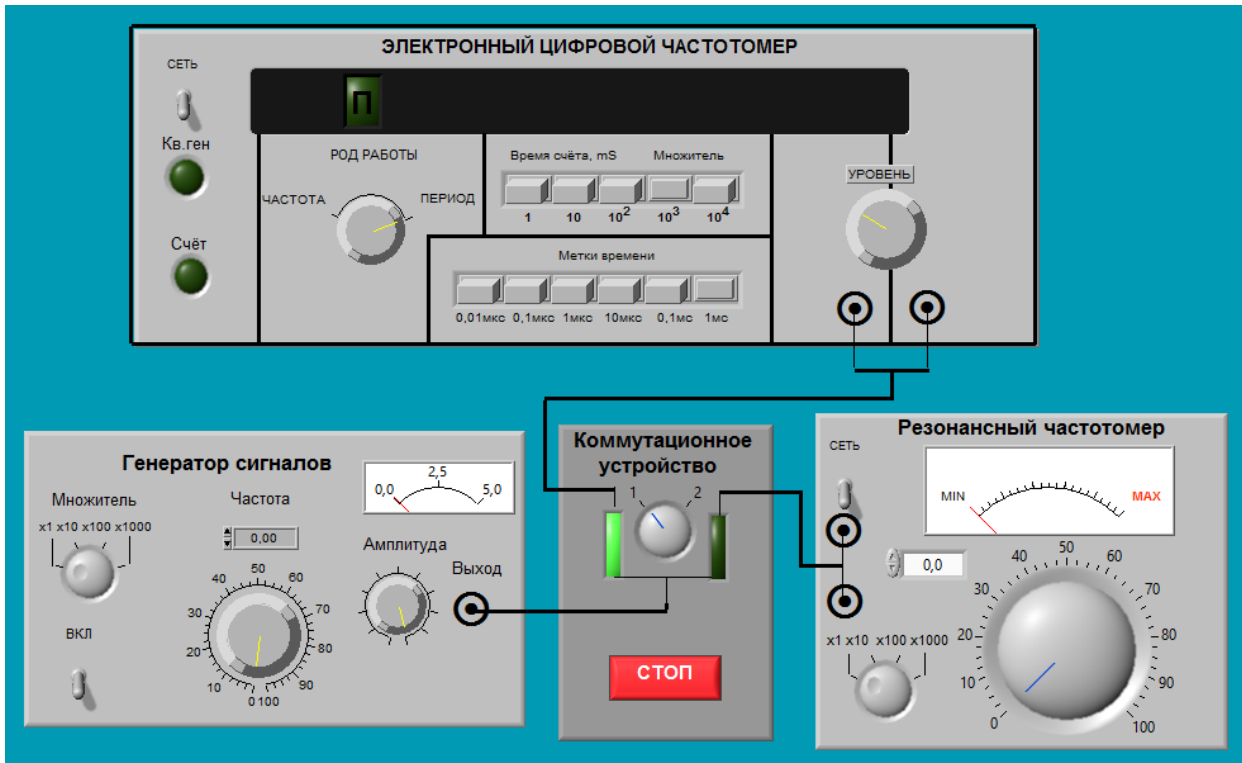 ЭЛЕКТРОННЫЙ ЦИФРОВОЙ ЧАСТОТОМЕР
СЕТЬ
П
Кв.ген
РОД РАБОТЫ
ЧАСТОТА
ПЕРИОД
Время счёта, mS
Множитель
1 10 10² 10³ 10⁴
УРОВЕНЬ
Счёт
Метки времени
0,01мкс 0,1мкс 1мкс 10мкс 0,1мс 1мс
Генератор сигналов
Множитель
x1 x10 x100 x1000
Частота
0,00
0 10 20 30 40 50 60 70 80 90 100
0,0 2,5 5,0
Амплитуда
Выход
ВКЛ
Коммутационное
устройство
1 2
СТОП
Резонансный частотомер
СЕТЬ
MIN MAX
0,0
x1 x10 x100 x1000
0 10 20 30 40 50 60 70 80 90 100